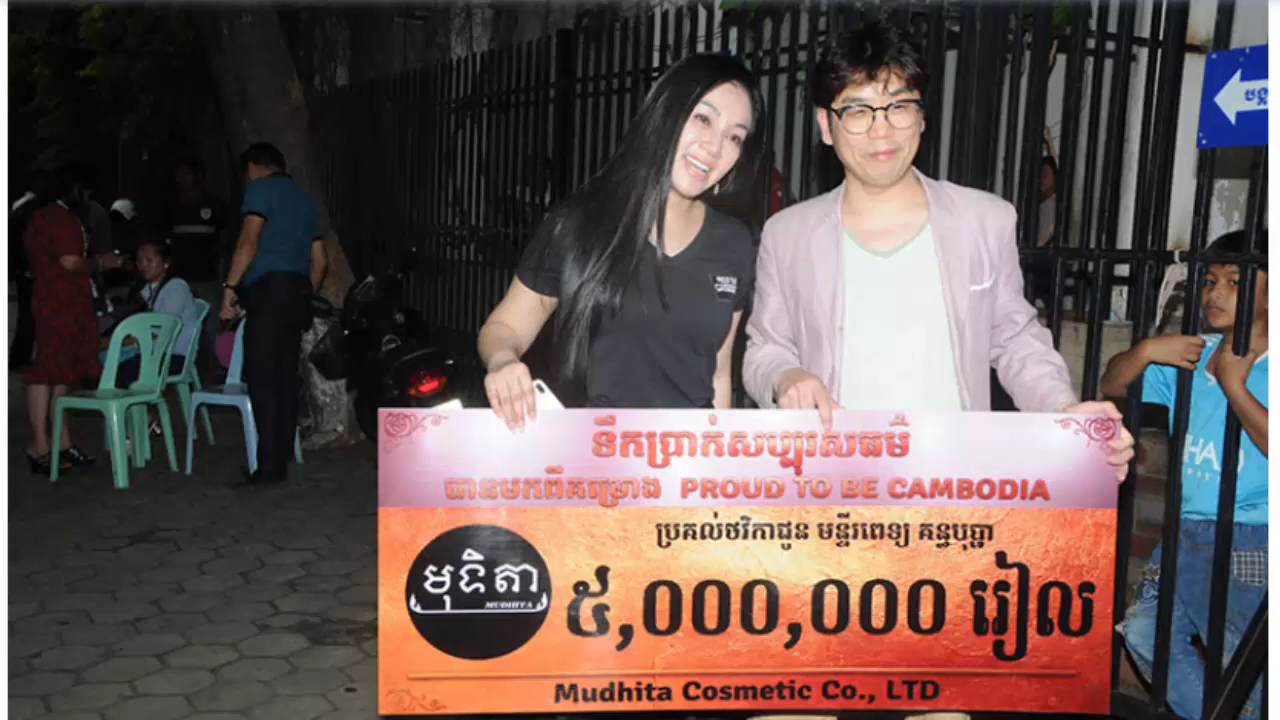 ទឹកប្រាក់សប្បុរសធម៌
បានមកពីគម្រោង PROUD TO BE CAMBODIA
ប្រគល់ថវិកាជូន មន្ទីរពេទ្យ គន្ធបុប្ផា
មុទិតា
MUDHITA
៥,០០០,០០០ រៀល
Mudhita Cosmetic Co., LTD